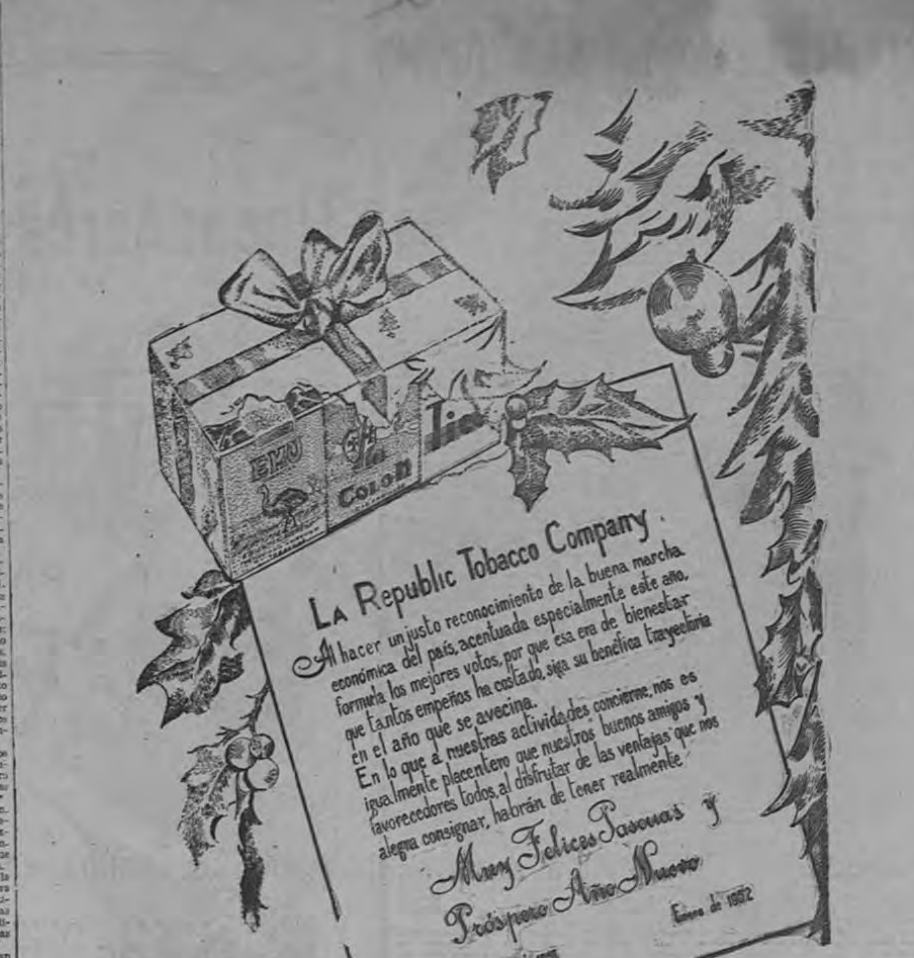 EMU
COLON
LA Republic Tobacco Company
Al hacer un justo reconocimiento de la buena marcha
económica del país, acentuada especialmente este año,
formula los mejores votos, por que esa era de bienestar
que tantos empeños ha costado, siga su benéfica trayectoria
en el año que se avecina.
En lo que a nuestras actividades concierne, nos es
igualmente placentero que nuestros buenos amigos y
favorecedores todos, al disfrutar de las ventajas que nos
alegra consignar, habrán de tener realmente
Muy Felices Pascuas y
Próspero Año Nuevo
Enero de 1952